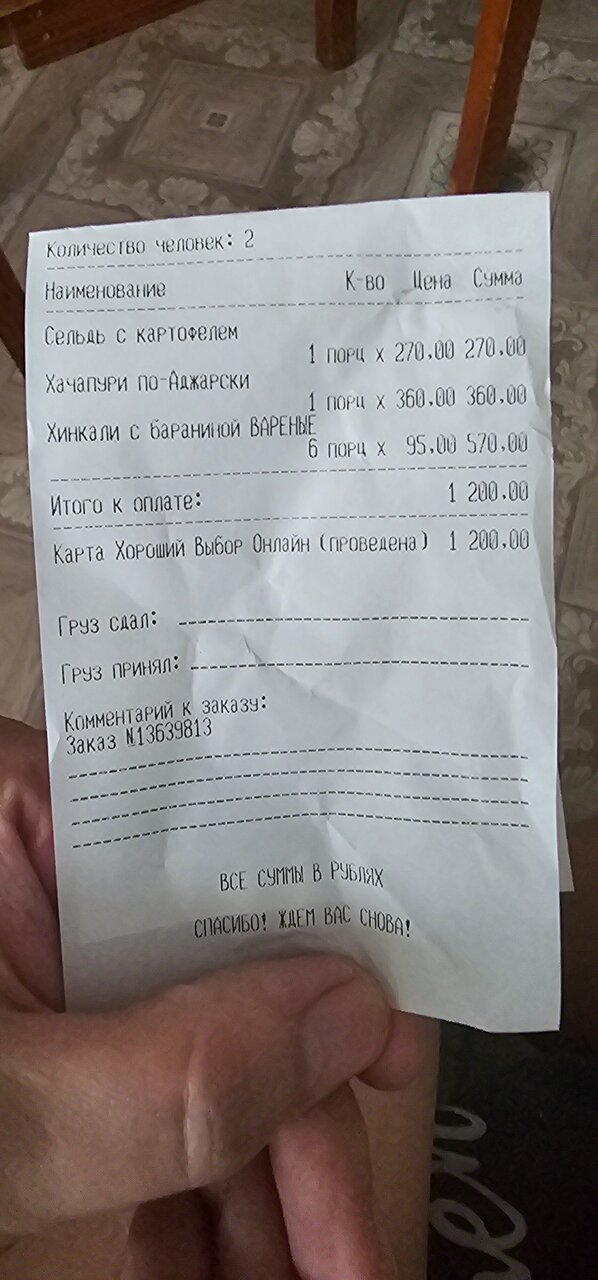 Количество человек: 2
Наименование К-во Цена Сумма
Сельдь с картофелем
1 порц x 270.00 270.00
Хачапури по-Аджарски
1 порц x 360.00 360.00
Хинкали с бараниной ВАРЕНЫЕ
6 порц x 95.00 570.00
Итого к оплате: 1 200.00
Карта Хороший Выбор Онлайн (проведена) 1 200.00
Груз сдал:
Груз принял:
Комментарий к заказу:
Заказ №13639813
ВСЕ СУММЫ В РУБЛЯХ
СПАСИБО! ЖДЕМ ВАС СНОВА!